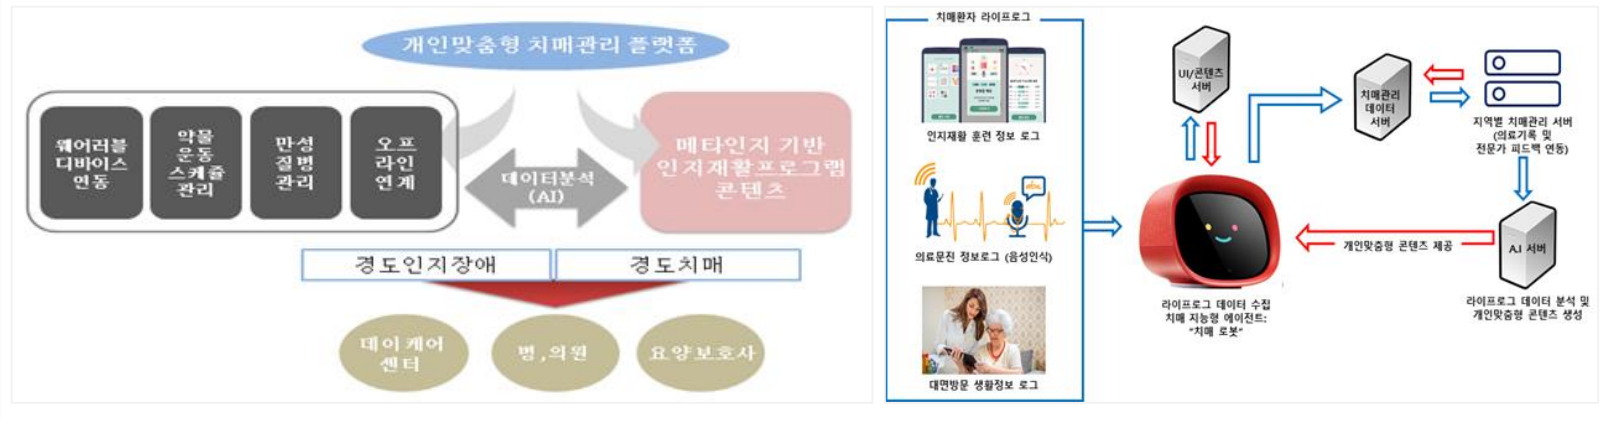 개인맞춤형 치매관리 플랫폼
웨어러블
디바이스
연동
약물
운동
스케쥴
관리
만성
질병
관리
오프
라인
연계
데이터분석
(AI)
메타인지 기반
인지재활프로그램
콘텐츠
경도인지장애
경도치매
데이케어
센터
병,의원
요양보호사
치매환자 라이프로그
인지재활 훈련 정보 로그
의료문진 정보로그 (음성인식)
대면방문 생활정보 로그
UI/콘텐츠
서버
치매관리
데이터
서버
지역별 치매관리 서버
(의료기록 및
전문가 피드백 연동)
개인맞춤형 콘텐츠 제공
A.I 서버
라이프로그 데이터 수집
치매 지능형 에이전트:
"치매 로봇"
라이프로그 데이터 분석 및
개인맞춤형 콘텐츠 생성